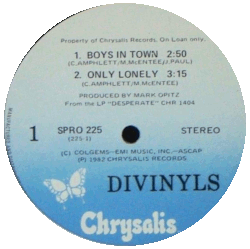 Property of Chrysalis Records, On Loan only.
1. BOYS IN TOWN 2:50
(C.AMPHLETT/M.McENTEE/J.PAUL)
2. ONLY LONELY 3:15
(C.AMPHLETT/M.McENTEE)
PRODUCED BY MARK OPITZ
From the LP "DESPERATE" CHR 1404
1
SPRO 225
STEREO
(225-1)
(C) COLGEMS-EMI MUSIC, INC.-ASCAP
(P) 1982 CHRYSALIS RECORDS
DIVINYLS
Chrysalis